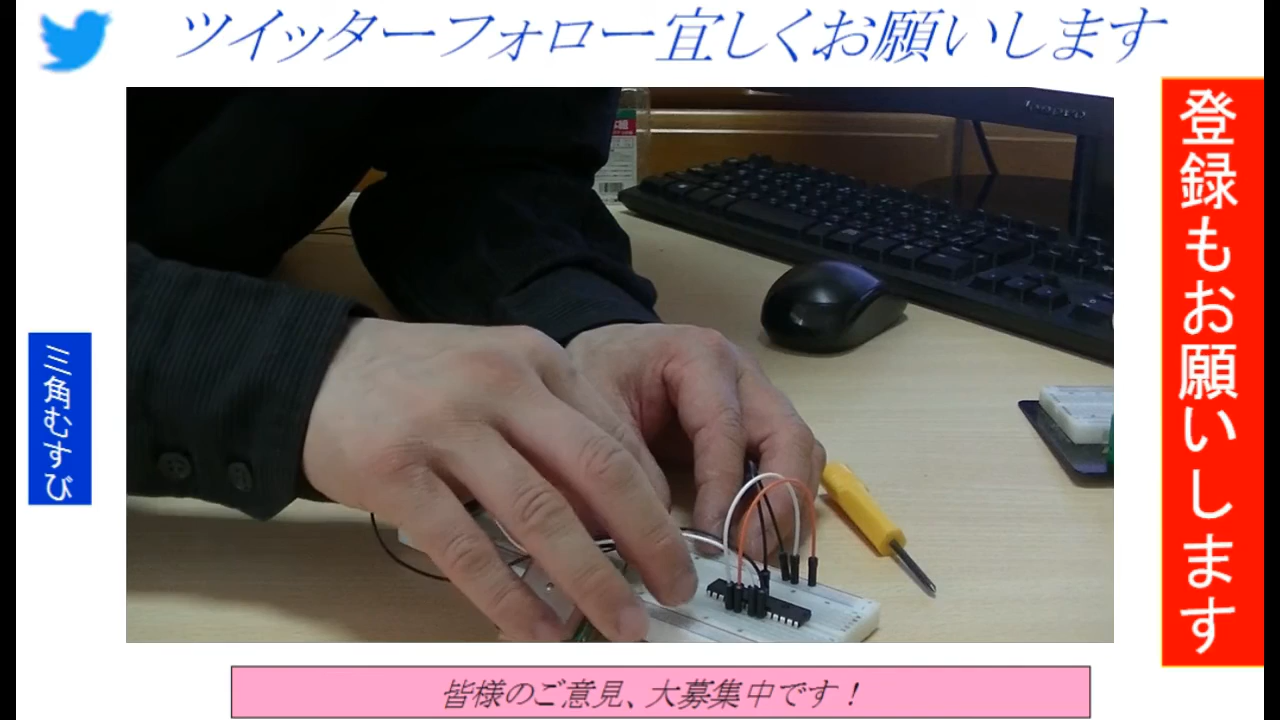 ツイッターフォロー宜しくお願いします
登録もお願いします
lenovo
三角むすび
皆様のご意見、大募集中です！